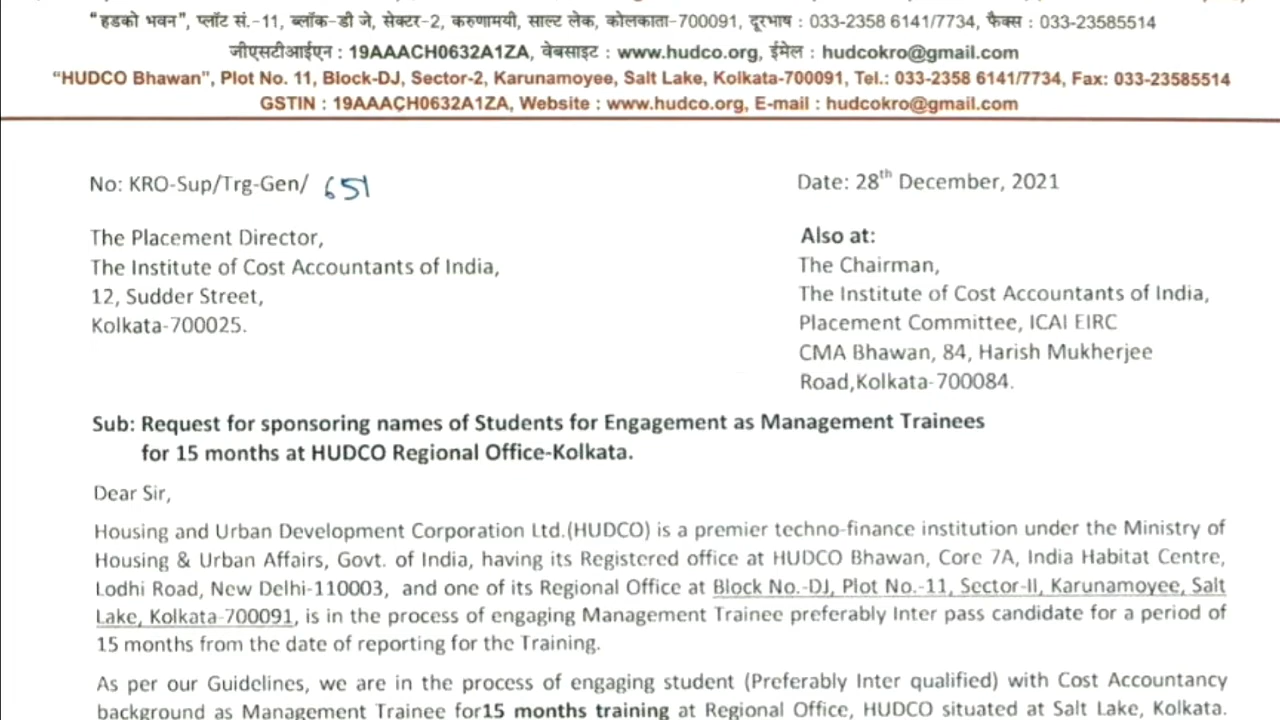 "हडको भवन", प्लॉट सं.-11, ब्लॉक-डी जे, सेक्टर-2, करुणामयी, साल्ट लेक, कोलकाता-700091, दूरभाष : 033-2358 6141/7734, फैक्स : 033-23585514
जीएसटीआईएन : 19AAACH0632A1ZA, वेबसाइट : www.hudco.org, ईमेल : hudcokro@gmail.com
"HUDCO Bhawan", Plot No. 11, Block-DJ, Sector-2, Karunamoyee, Salt Lake, Kolkata-700091, Tel.: 033-2358 6141/7734, Fax: 033-23585514
GSTIN : 19AAACH0632A1ZA, Website : www.hudco.org, E-mail : hudcokro@gmail.com
No: KRO-Sup/Trg-Gen/ 651
Date: 28th December, 2021
The Placement Director,
The Institute of Cost Accountants of India,
12, Sudder Street,
Kolkata-700025.
Also at:
The Chairman,
The Institute of Cost Accountants of India,
Placement Committee, ICAI EIRC
CMA Bhawan, 84, Harish Mukherjee
Road,Kolkata-700084.
Sub: Request for sponsoring names of Students for Engagement as Management Trainees
for 15 months at HUDCO Regional Office-Kolkata.
Dear Sir,
Housing and Urban Development Corporation Ltd.(HUDCO) is a premier techno-finance institution under the Ministry of
Housing & Urban Affairs, Govt. of India, having its Registered office at HUDCO Bhawan, Core 7A, India Habitat Centre,
Lodhi Road, New Delhi-110003, and one of its Regional Office at Block No.-DJ, Plot No.-11, Sector-II, Karunamoyee, Salt
Lake, Kolkata-700091, is in the process of engaging Management Trainee preferably Inter pass candidate for a period of
15 months from the date of reporting for the Training.
As per our Guidelines, we are in the process of engaging student (Preferably Inter qualified) with Cost Accountancy
background as Management Trainee for15 months training at Regional Office, HUDCO situated at Salt Lake, Kolkata.